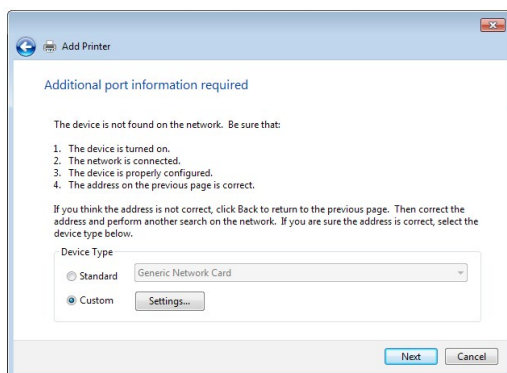 Add Printer
Additional port information required
The device is not found on the network. Be sure that:
1. The device is turned on.
2. The network is connected.
3. The device is properly configured.
4. The address on the previous page is correct.
If you think the address is not correct, click Back to return to the previous page. Then correct the
address and perform another search on the network. If you are sure the address is correct, select the
device type below.
Device Type
Standard Generic Network Card
Custom Settings...
Next Cancel